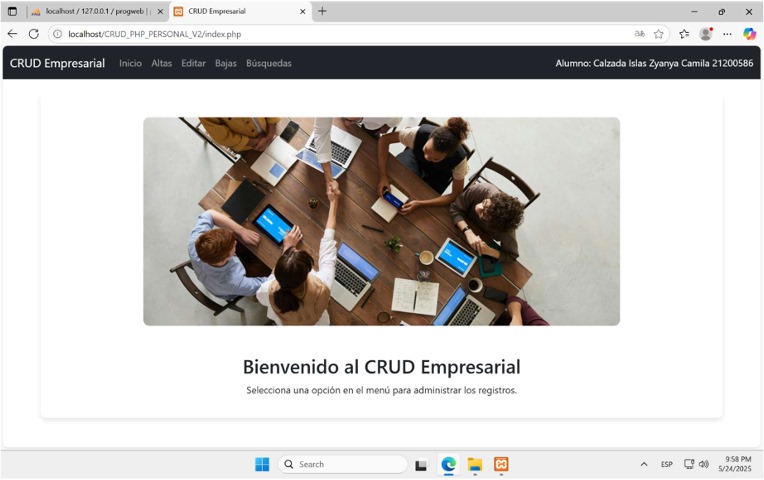 localhost / 127.0.0.1 / progweb | p
CRUD Empresarial
localhost/CRUD_PHP_PERSONAL_V2/index.php
CRUD Empresarial Inicio Altas Editar Bajas Búsquedas Alumno: Calzada Islas Zyanya Camila 21200586
Bienvenido al CRUD Empresarial
Selecciona una opción en el menú para administrar los registros.
Search
ESP
9:58 PM
5/24/2025